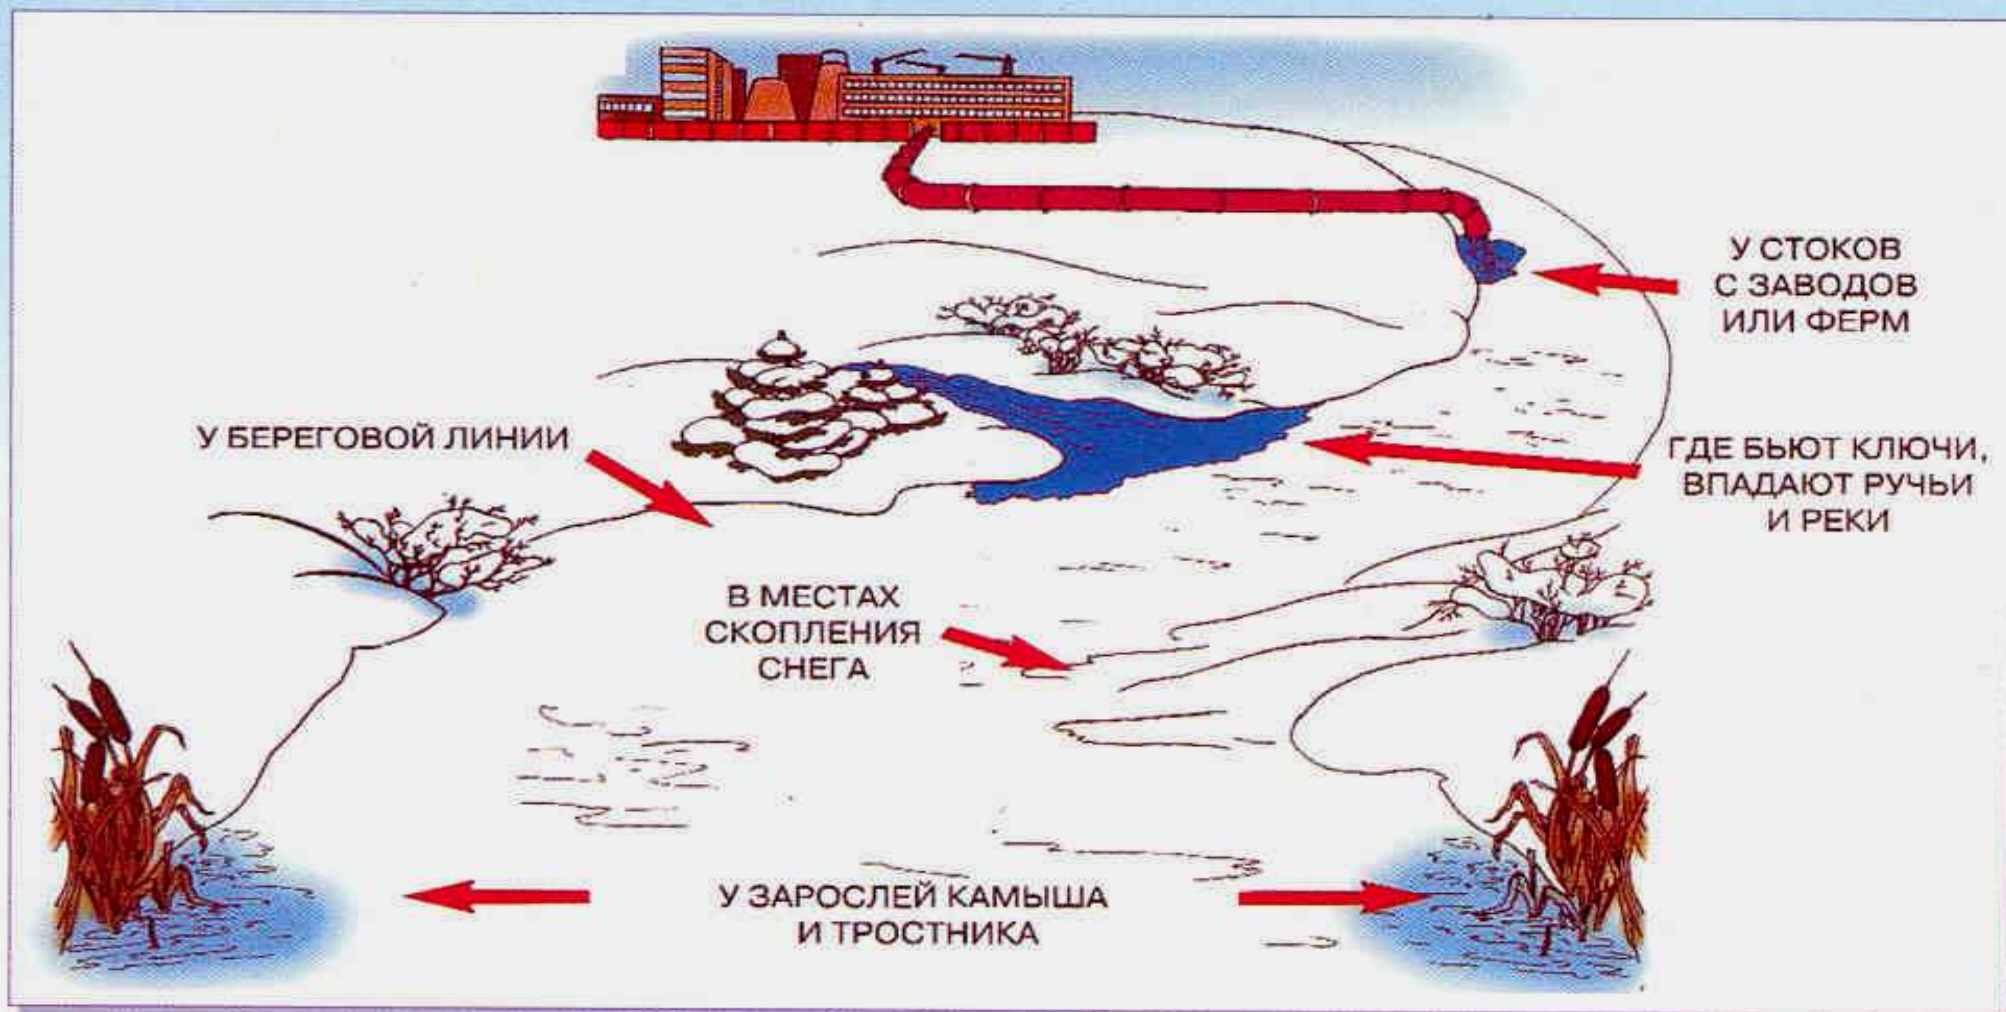 У СТОКОВ
С ЗАВОДОВ
ИЛИ ФЕРМ
У БЕРЕГОВОЙ ЛИНИИ
ГДЕ БЬЮТ КЛЮЧИ,
ВПАДАЮТ РУЧЬИ
И РЕКИ
В МЕСТАХ
СКОПЛЕНИЯ
СНЕГА
У ЗАРОСЛЕЙ КАМЫША
И ТРОСТНИКА